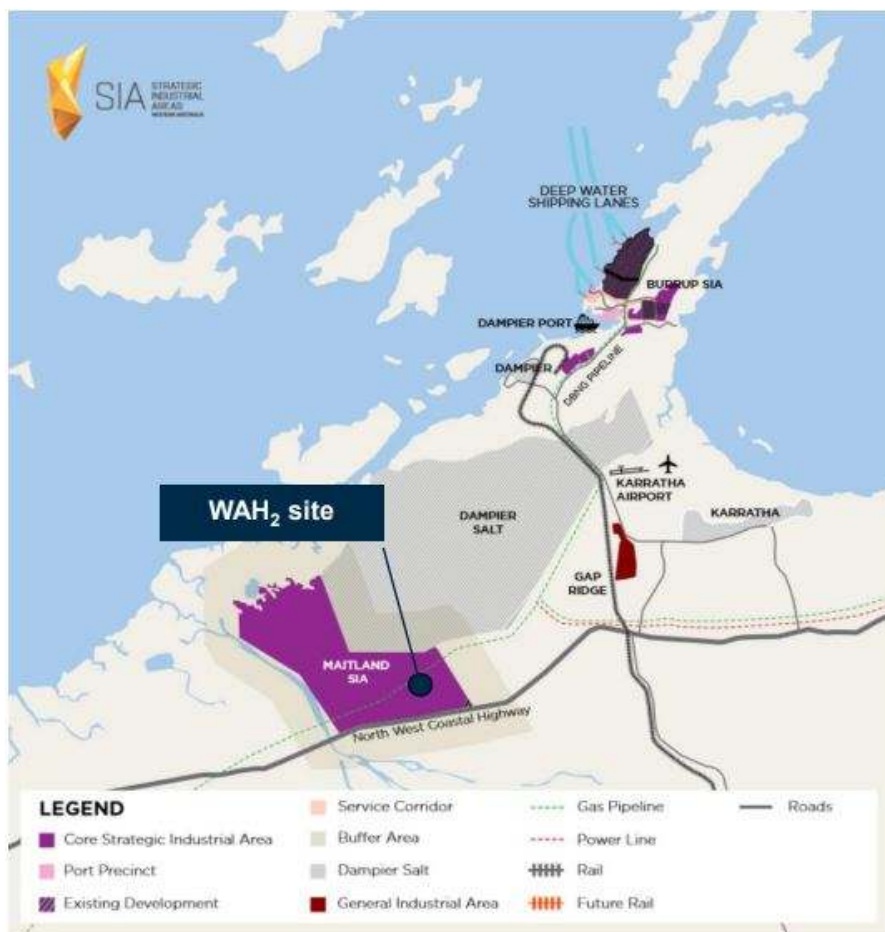 SIA
STRATEGIC
INDUSTRIAL
AREAS
WESTERN AUSTRALIA
DEEP WATER
SHIPPING LANES
BURRUP SIA
DAMPIER PORT
DAMPIER
DBNG PIPELINE
KARRATHA
AIRPORT
WAH₂ site
DAMPIER
SALT
KARRATHA
GAP
RIDGE
MAITLAND
SIA
North West Coastal Highway
LEGEND
Core Strategic Industrial Area
Port Precinct
Existing Development
Service Corridor
Buffer Area
Dampier Salt
General Industrial Area
Gas Pipeline
Power Line
Rail
Future Rail
Roads